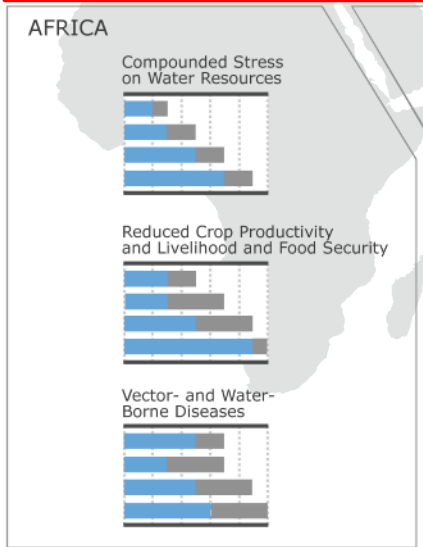 AFRICA
Compounded Stress
on Water Resources
Reduced Crop Productivity
and Livelihood and Food Security
Vector- and Water-
Borne Diseases